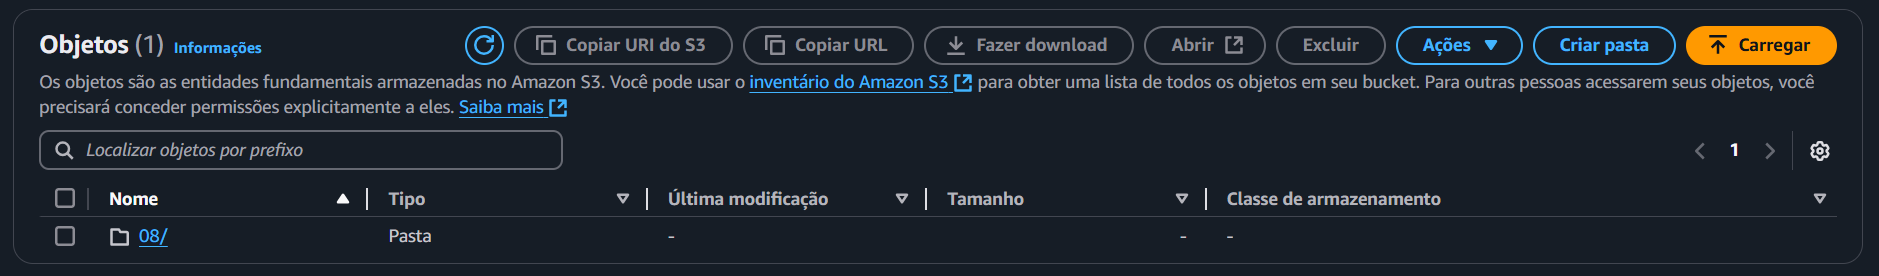 Objetos (1) Informações Copiar URI do S3 Copiar URL Fazer download Abrir Excluir Ações Criar pasta Carregar
Os objetos são as entidades fundamentais armazenadas no Amazon S3. Você pode usar o inventário do Amazon S3 para obter uma lista de todos os objetos em seu bucket. Para outras pessoas acessarem seus objetos, você
precisará conceder permissões explicitamente a eles. Saiba mais
Localizar objetos por prefixo 1
Nome Tipo Última modificação Tamanho Classe de armazenamento
08/ Pasta - - -